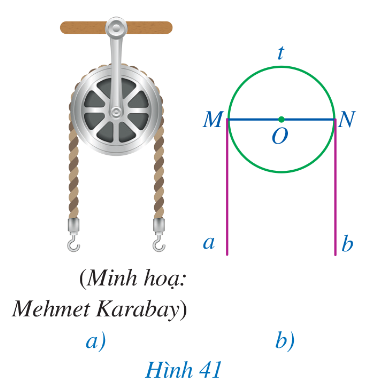 t
M
N
O
a
b
(Minh hoạ:
Mehmet Karabay)
a)
b)
Hình 41